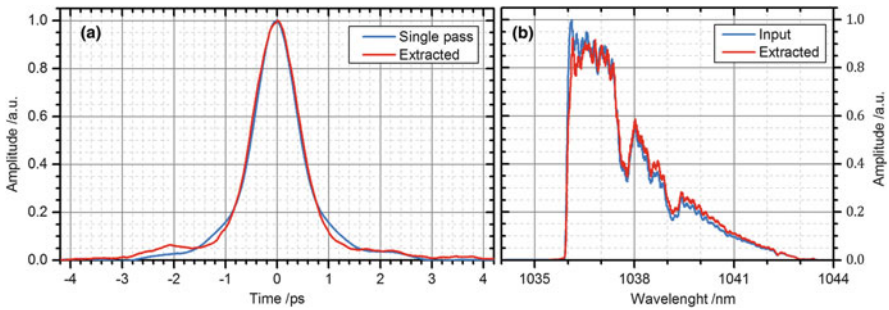 (a)
Single pass
Extracted
Amplitude /a.u.
1.0
0.8
0.6
0.4
0.2
0.0
-4 -3 -2 -1 0 1 2 3 4
Time /ps
(b)
Input
Extracted
1.0
0.8
0.6
0.4
0.2
0.0
Amplitude /a.u.
1035 1038 1041 1044
Wavelenght /nm